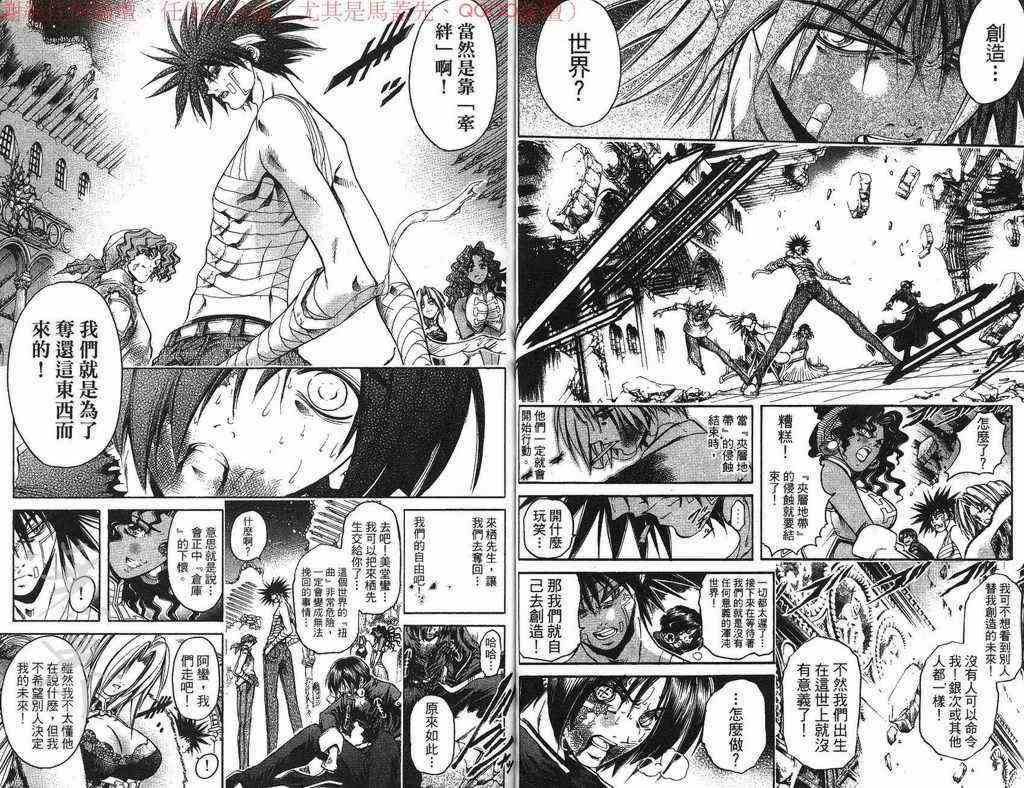 創造…
世界？
怎麼了？
糟糕！
『夾層地帶』
的侵蝕就要結
束了！
當『夾層地
帶』的侵蝕
結束時，
他們一定就會
開始行動。
我可不想看到別人
替我創造的未來！
沒有人可以命令
我！銀次或其他
人都一樣！
不然我們出生
在這世上就沒
有意義了！
…
開什麼
玩笑…
一切都太遲了…
接下來在等待著
我們的就是沒有
任何意義的渾沌
世界！
那我們就自
己去創造！
…怎麼做？
當然是靠「牽
絆」啊！
我們就是為了
奪還這東西而
來的！
來栖先生，讓
我們去奪回…
我們的自由吧！
哈哈…
原來如此…
去吧！美堂蠻
我可以把來栖先
生交給你了…
這個世界的『扭
曲』非常危險，
一定會變成無法
挽回的事情…
什麼啊？
意思就是說…
會正中『倉庫
』的下懷。
！
阿蠻，我
們走吧！
！
雖然我不太懂他
在說什麼，但我
不希望別人決定
我的未來！